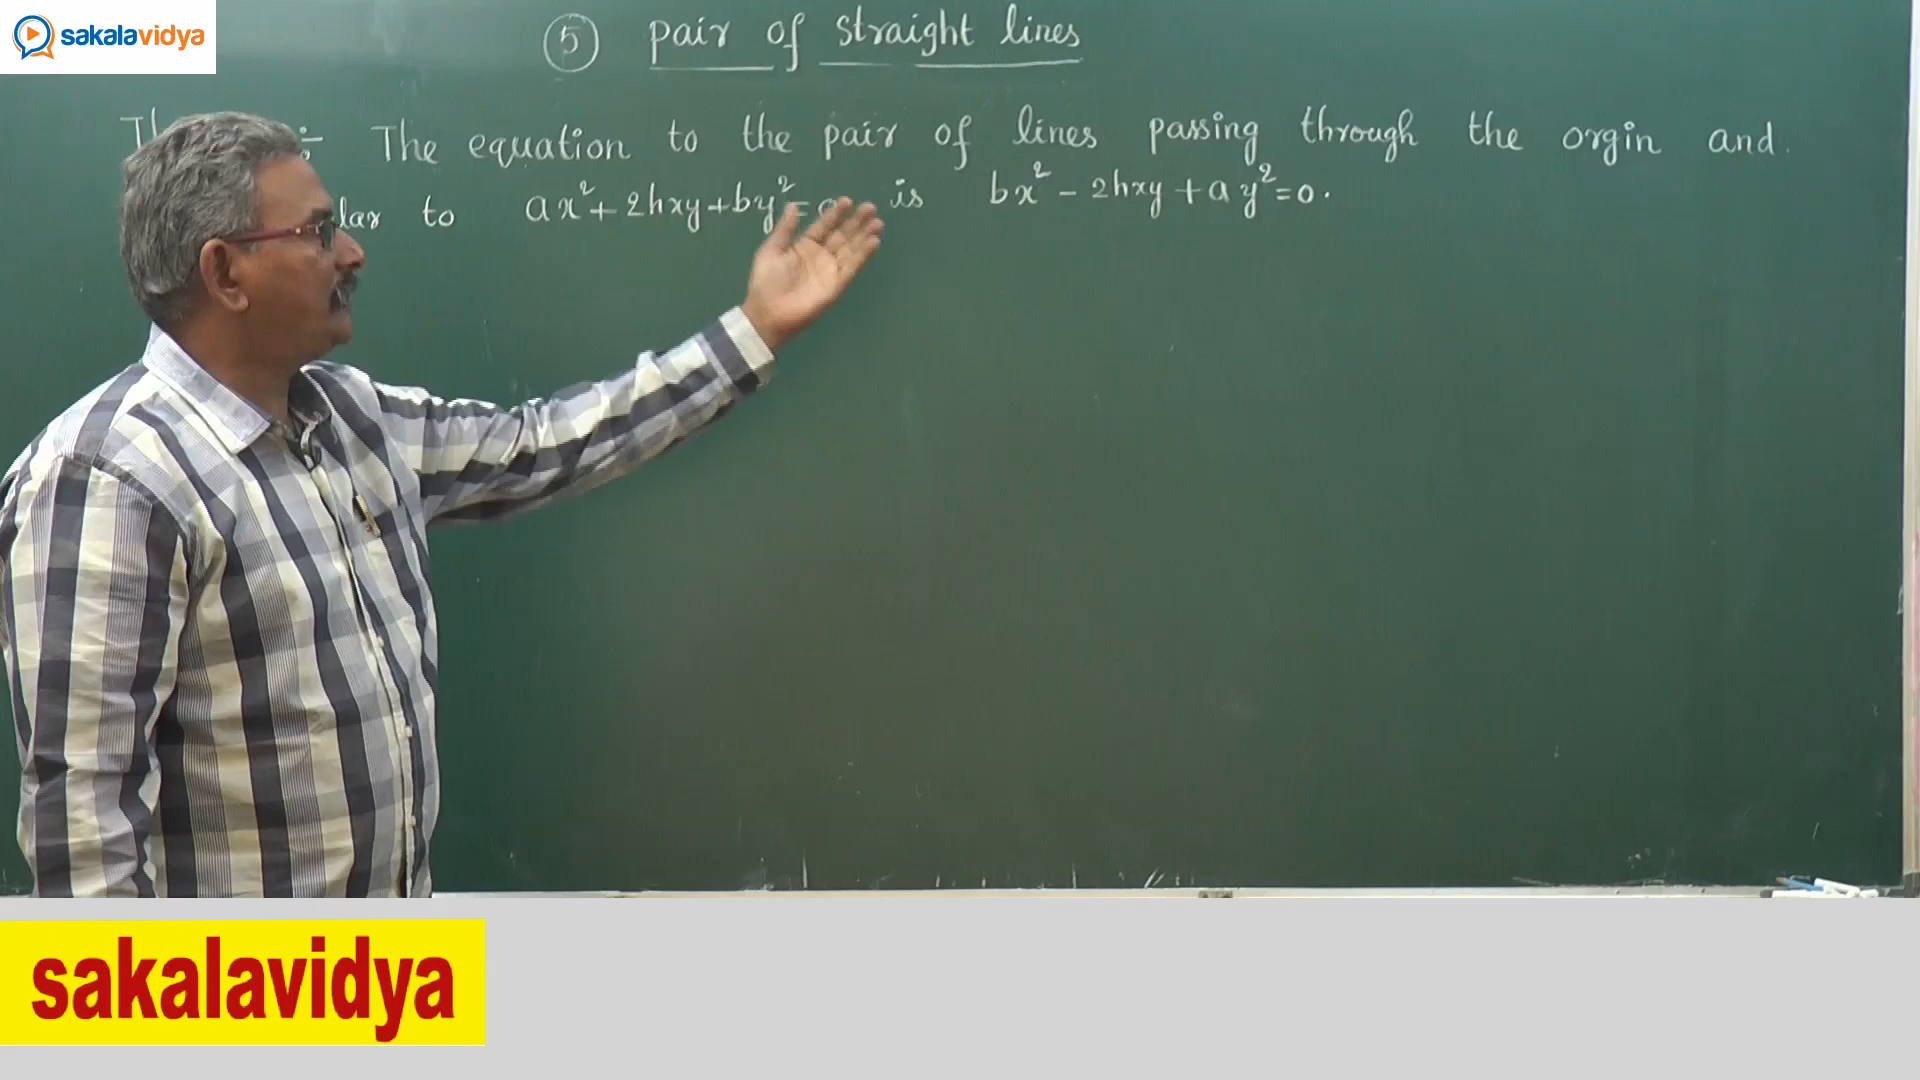 sakalavidya
5 pair of straight lines
÷ The equation to the pair of lines passing through the orgin and.
lar to ax²+2hxy+by²=0 is bx²-2hxy+ay²=0.
sakalavidya